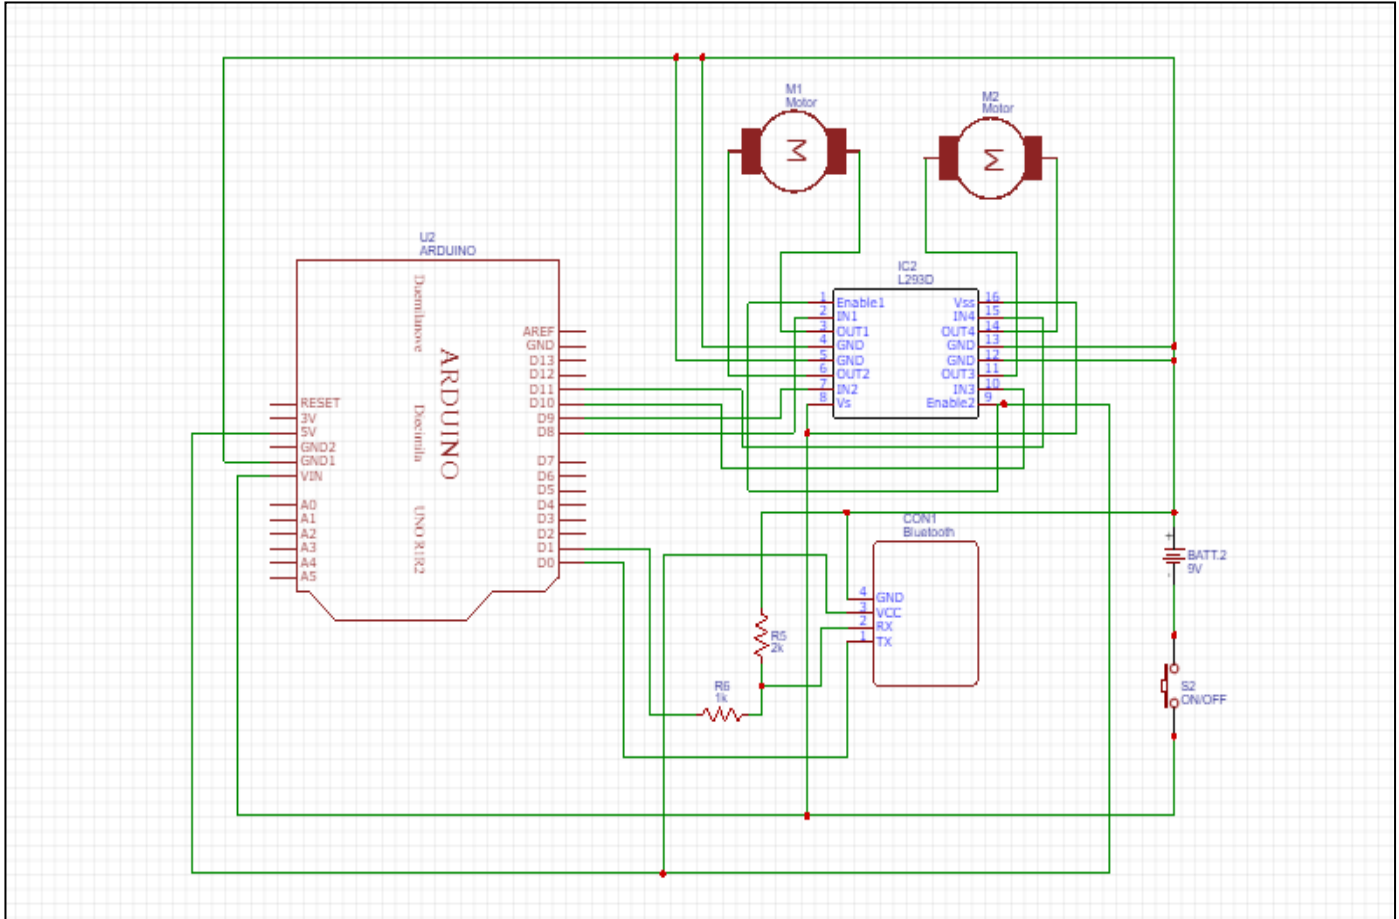 M1
Motor
M2
Motor
U2
ARDUINO
IC2
L293D
1 Enable1
2 IN1
3 OUT1
4 GND
5 GND
6 OUT2
7 IN2
8 Vs
Vss 16
IN4 15
OUT4 14
GND 13
GND 12
OUT3 11
IN3 10
Enable2 9
AREF
GND
D13
D12
D11
D10
D9
D8
D7
D6
D5
D4
D3
D2
D1
D0
RESET
3V
5V
GND2
GND1
VIN
A0
A1
A2
A3
A4
A5
ARDUINO
UNO R1R2
CON1
Bluetooth
4 GND
3 VCC
2 RX
1 TX
+
BATT.2
-
9V
R5
2k
R6
1k
S2
ON/OFF